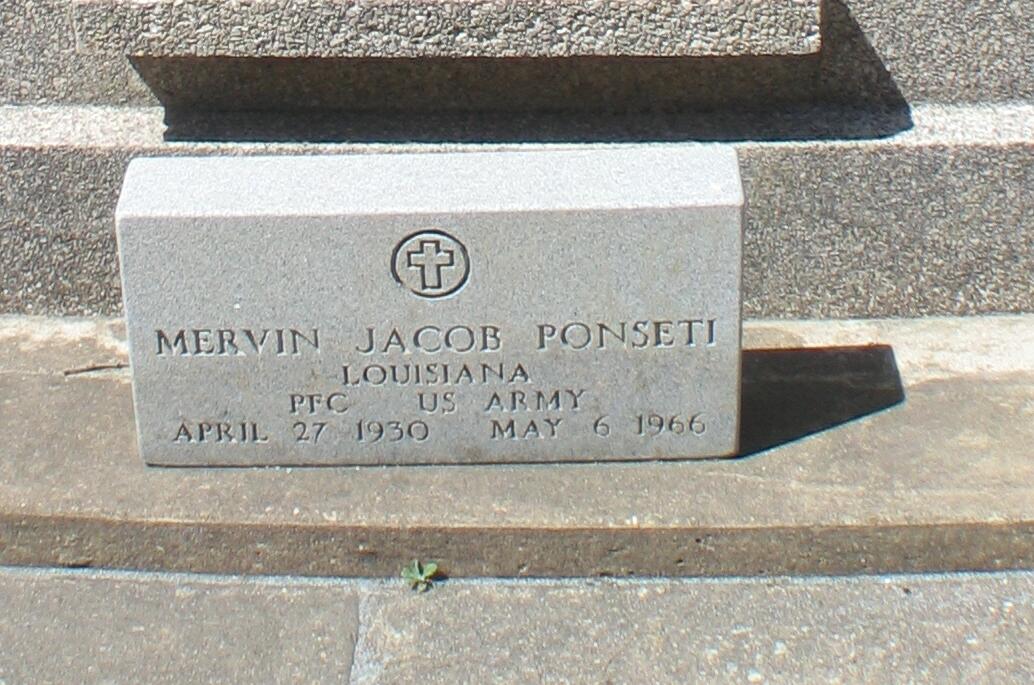 MERVIN JACOB PONSETI
LOUISIANA
PFC US ARMY
APRIL 27 1930 MAY 6 1966